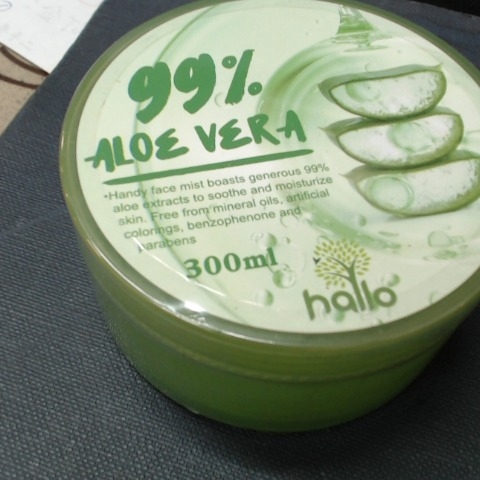 99%
ALOE VERA
•Handy face mist boasts generous 99%
aloe extracts to soothe and moisturize
skin. Free from mineral oils, artificial
colorings, benzophenone and
parabens
300ml
hallo